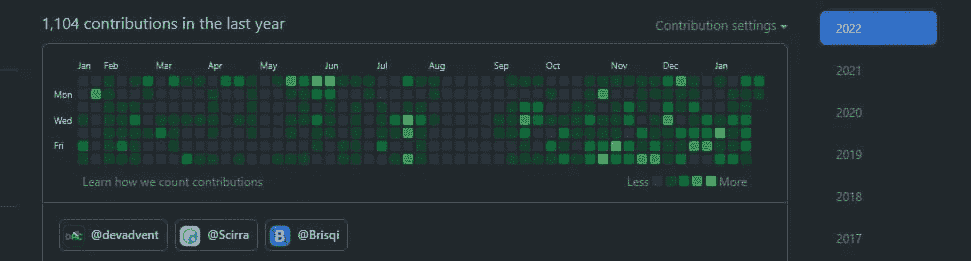 1,104 contributions in the last year
Contribution settings
Jan Feb Mar Apr May Jun Jul Aug Sep Oct Nov Dec Jan
Mon
Wed
Fri
Learn how we count contributions
Less More
@devadvent @Scirra @Brisqi
2022
2021
2020
2019
2018
2017